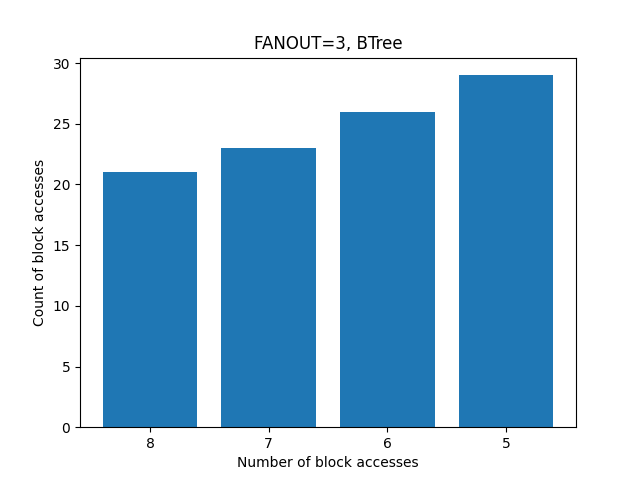 FANOUT=3, BTree
30
25
20
15
10
5
0
Count of block accesses
8 7 6 5
Number of block accesses